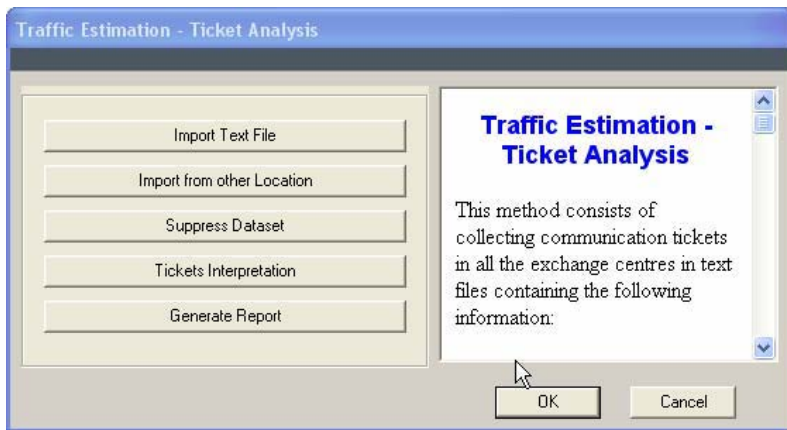 Traffic Estimation - Ticket Analysis
Import Text File
Import from other Location
Suppress Dataset
Tickets Interpretation
Generate Report
Traffic Estimation -
Ticket Analysis
This method consists of
collecting communication tickets
in all the exchange centres in text
files containing the following
information:
OK
Cancel